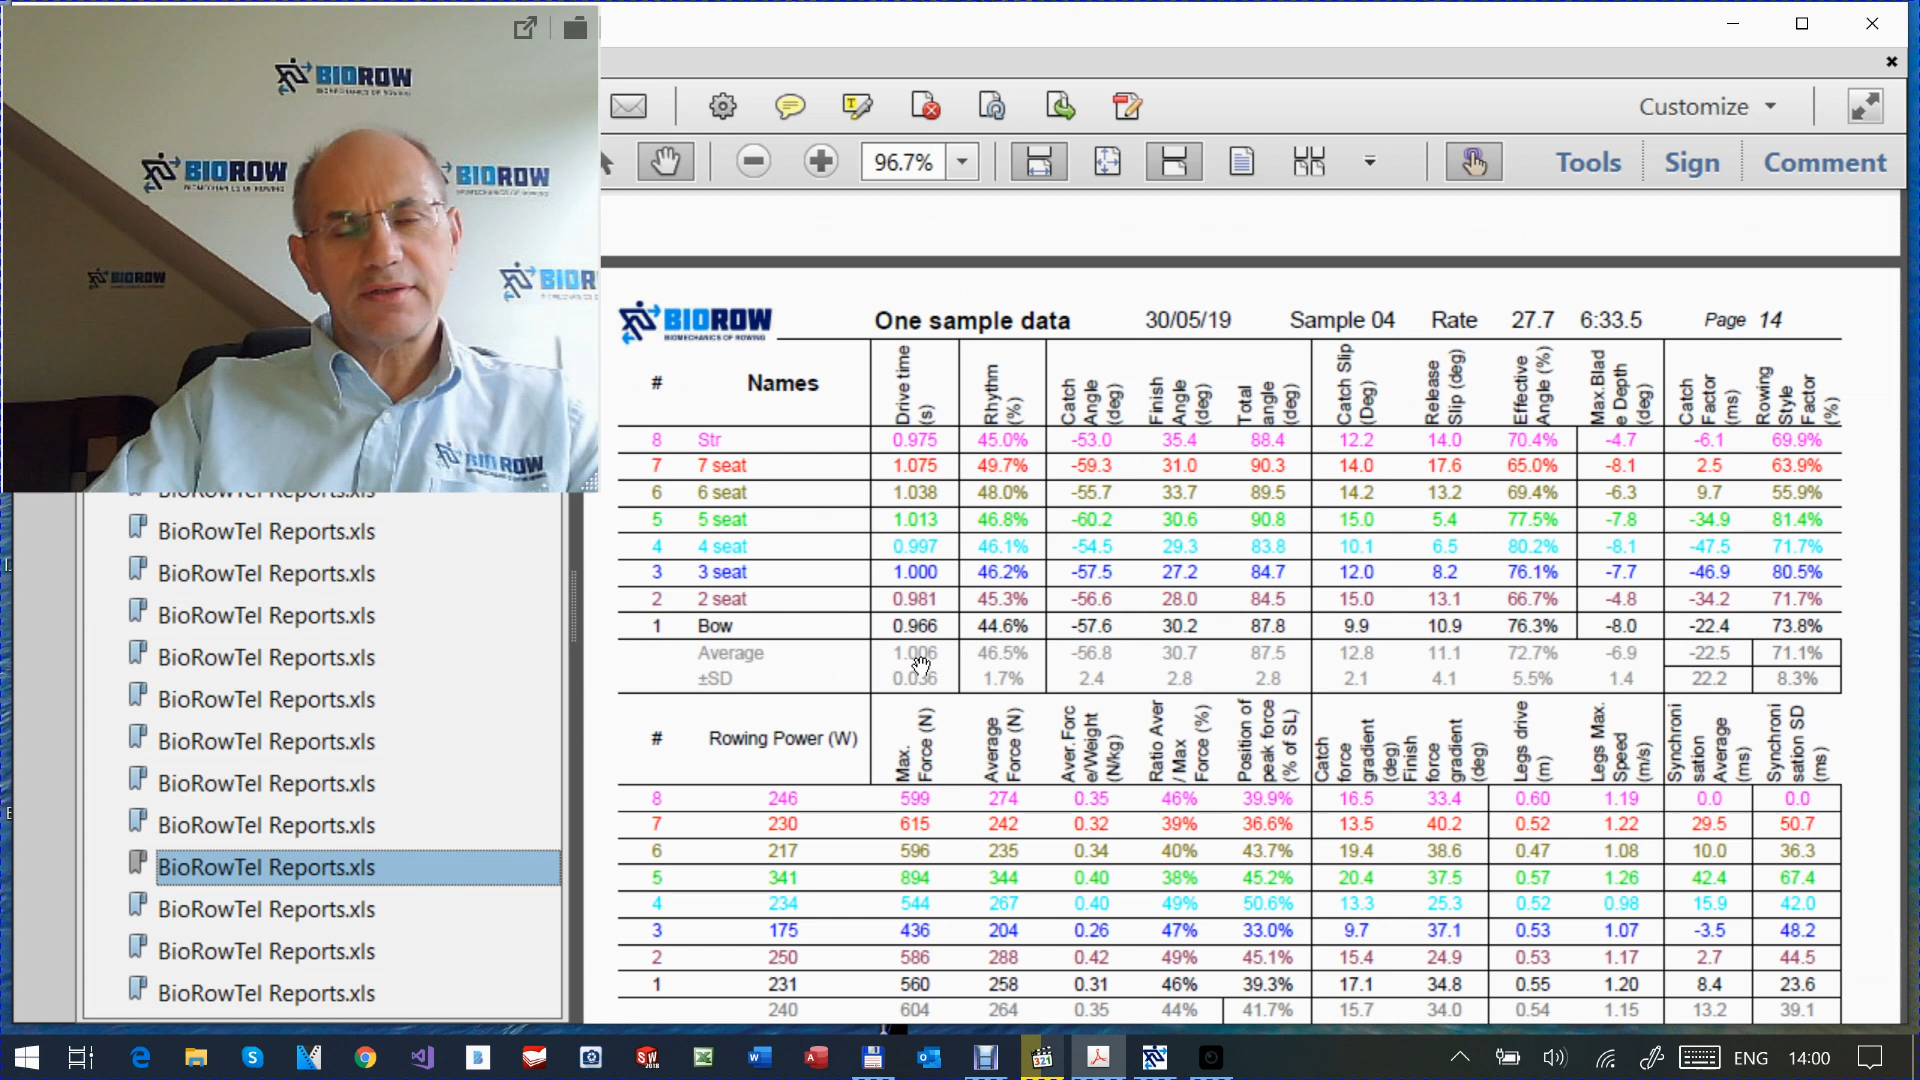 BIOROW
BIOMECHANICS OF ROWING
BIOROW
BIOMECHANICS OF ROWING
BIOROW
BIOROW
BIOR
BIOROW
Customize
96.7%
Tools
Sign
Comment
BIOROW
BIOMECHANICS OF ROWING
One sample data 30/05/19 Sample 04 Rate 27.7 6:33.5 Page 14
# Names Drive time (s) Rhythm (%) Catch Angle (deg) Finish Angle (deg) Total angle (deg) Catch Slip (Deg) Release Slip (deg) Effective Angle (%) Max.Blad e Depth (deg) Catch Factor (ms) Rowing Style Factor (%)
8 Str 0.975 45.0% -53.0 35.4 88.4 12.2 14.0 70.4% -4.7 -6.1 69.9%
7 7 seat 1.075 49.7% -59.3 31.0 90.3 14.0 17.6 65.0% -8.1 2.5 63.9%
6 6 seat 1.038 48.0% -55.7 33.7 89.5 14.2 13.2 69.4% -6.3 9.7 55.9%
5 5 seat 1.013 46.8% -60.2 30.6 90.8 15.0 5.4 77.5% -7.8 -34.9 81.4%
4 4 seat 0.997 46.1% -54.5 29.3 83.8 10.1 6.5 80.2% -8.1 -47.5 71.7%
3 3 seat 1.000 46.2% -57.5 27.2 84.7 12.0 8.2 76.1% -7.7 -46.9 80.5%
2 2 seat 0.981 45.3% -56.6 28.0 84.5 15.0 13.1 66.7% -4.8 -34.2 71.7%
1 Bow 0.966 44.6% -57.6 30.2 87.8 9.9 10.9 76.3% -8.0 -22.4 73.8%
Average 1.006 46.5% -56.8 30.7 87.5 12.8 11.1 72.7% -6.9 -22.5 71.1%
±SD 0.036 1.7% 2.4 2.8 2.8 2.1 4.1 5.5% 1.4 22.2 8.3%
# Rowing Power (W) Max. Force (N) Average Force (N) Aver.Forc e/Weight (N/kg) Ratio Aver / Max Force (%) Position of peak force (% of SL) Catch force gradient (deg) Finish force gradient (deg) Legs drive (m) Legs Max. Speed (m/s) Synchroni sation Average (ms) Synchroni sation SD (ms)
8 246 599 274 0.35 46% 39.9% 16.5 33.4 0.60 1.19 0.0 0.0
7 230 615 242 0.32 39% 36.6% 13.5 40.2 0.52 1.22 29.5 50.7
6 217 596 235 0.34 40% 43.7% 19.4 38.6 0.47 1.08 10.0 36.3
5 341 894 344 0.40 38% 45.2% 20.4 37.5 0.57 1.26 42.4 67.4
4 234 544 267 0.40 49% 50.6% 13.3 25.3 0.52 0.98 15.9 42.0
3 175 436 204 0.26 47% 33.0% 9.7 37.1 0.53 1.07 -3.5 48.2
2 250 586 288 0.42 49% 45.1% 15.4 24.9 0.53 1.17 2.7 44.5
1 231 560 258 0.31 46% 39.3% 17.1 34.8 0.55 1.20 8.4 23.6
240 604 264 0.35 44% 41.7% 15.7 34.0 0.54 1.15 13.2 39.1
BioRowTel Reports.xls
BioRowTel Reports.xls
BioRowTel Reports.xls
BioRowTel Reports.xls
BioRowTel Reports.xls
BioRowTel Reports.xls
BioRowTel Reports.xls
BioRowTel Reports.xls
BioRowTel Reports.xls
BioRowTel Reports.xls
BioRowTel Reports.xls
BioRowTel Reports.xls
BioRowTel Reports.xls
ENG 14:00